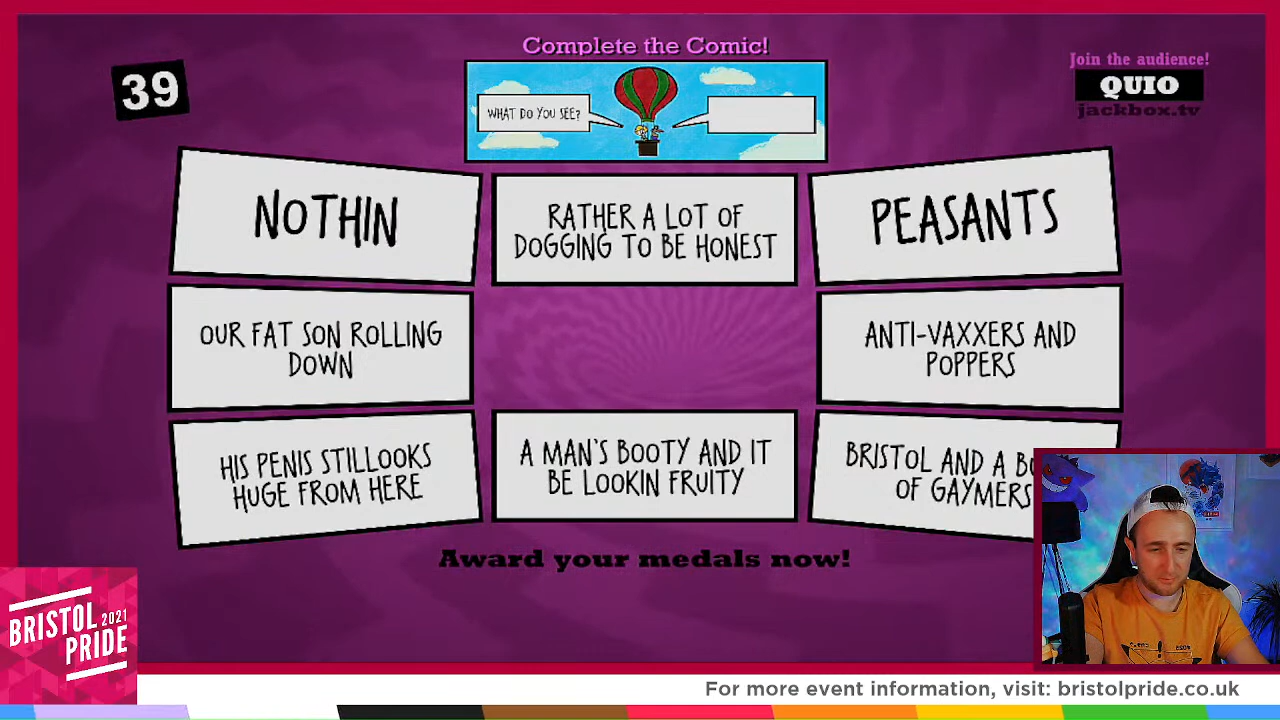 Complete the Comic!
39
WHAT DO YOU SEE?
Join the audience!
QUIO
jackbox.tv
NOTHIN
RATHER A LOT OF
DOGGING TO BE HONEST
PEASANTS
OUR FAT SON ROLLING
DOWN
ANTI-VAXXERS AND
POPPERS
HIS PENIS STILLOOKS
HUGE FROM HERE
A MAN'S BOOTY AND IT
BE LOOKIN FRUITY
BRISTOL AND A
OF GAYMERS
Award your medals now!
BRISTOL 2021
PRIDE
For more event information, visit: bristolpride.co.uk